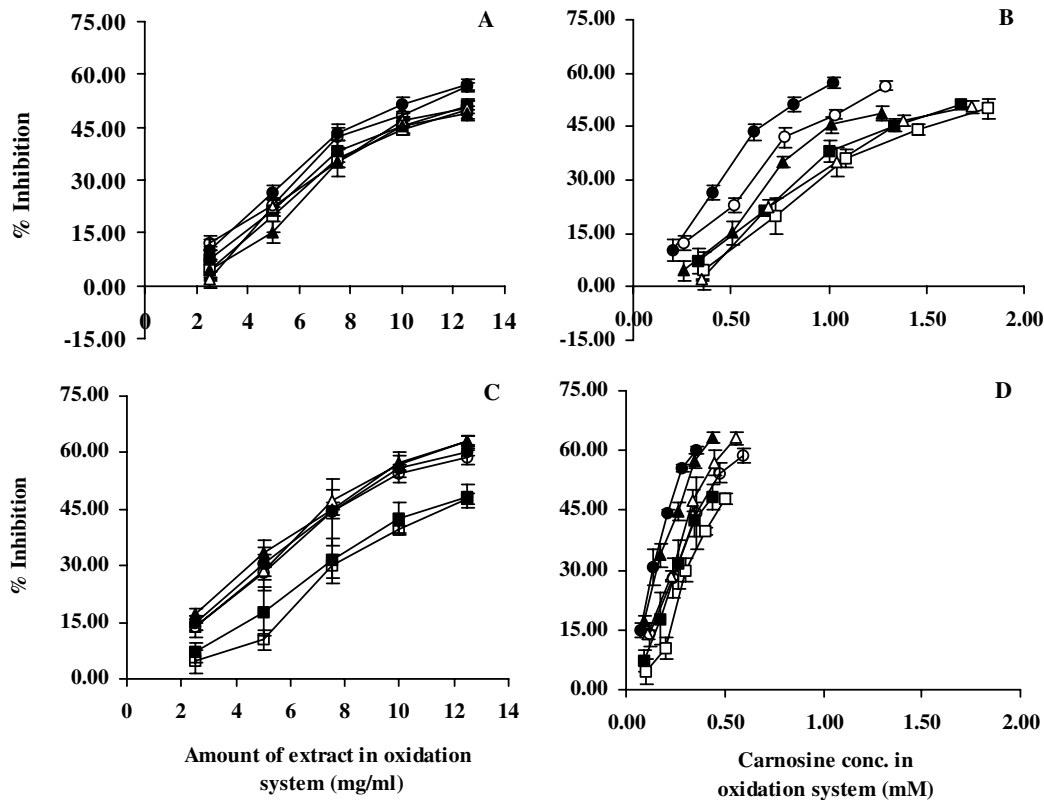 A
75.00
60.00
45.00
30.00
15.00
0.00
-15.00
0 2 4 6 8 10 12 14
% Inhibition
B
75.00
60.00
45.00
30.00
15.00
0.00
-15.00
0.00 0.50 1.00 1.50 2.00
C
75.00
60.00
45.00
30.00
15.00
0.00
0 2 4 6 8 10 12 14
% Inhibition
Amount of extract in oxidation
system (mg/ml)
D
75.00
60.00
45.00
30.00
15.00
0.00
0.00 0.50 1.00 1.50 2.00
Carnosine conc. in
oxidation system (mM)